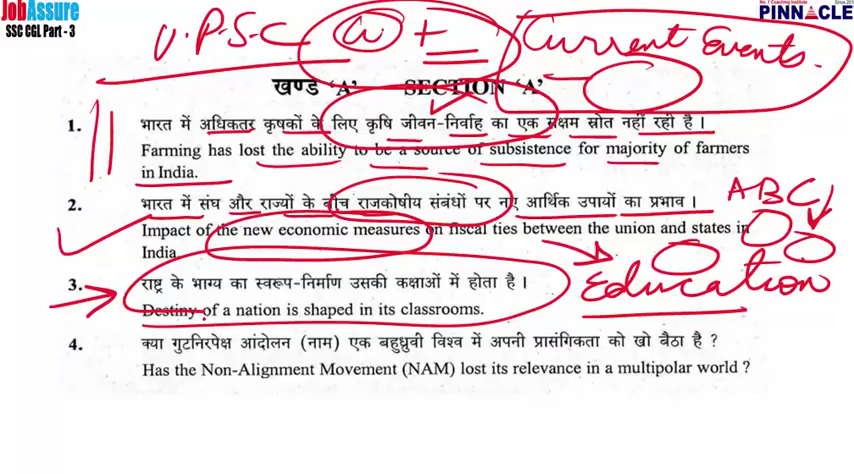 JobAssure
SSC CGL Part - 3
No. 1 Coaching Institute
PINNACLE
U.P.S.C
Current Events.
खण्ड 'A' SECTION 'A'
1. भारत में अधिकतर कृषकों के लिए कृषि जीवन-निर्वाह का एक सक्षम स्रोत नहीं रही है ।
Farming has lost the ability to be a source of subsistence for majority of farmers
in India.
2. भारत में संघ और राज्यों के बीच राजकोषीय संबंधों पर नए आर्थिक उपायों का प्रभाव ।
Impact of the new economic measures on fiscal ties between the union and states in
India.
ABC
3. राष्ट्र के भाग्य का स्वरूप-निर्माण उसकी कक्षाओं में होता है ।
Destiny of a nation is shaped in its classrooms.
Education
4. क्या गुटनिरपेक्ष आंदोलन (नाम) एक बहुध्रुवी विश्व में अपनी प्रासंगिकता को खो बैठा है ?
Has the Non-Alignment Movement (NAM) lost its relevance in a multipolar world ?